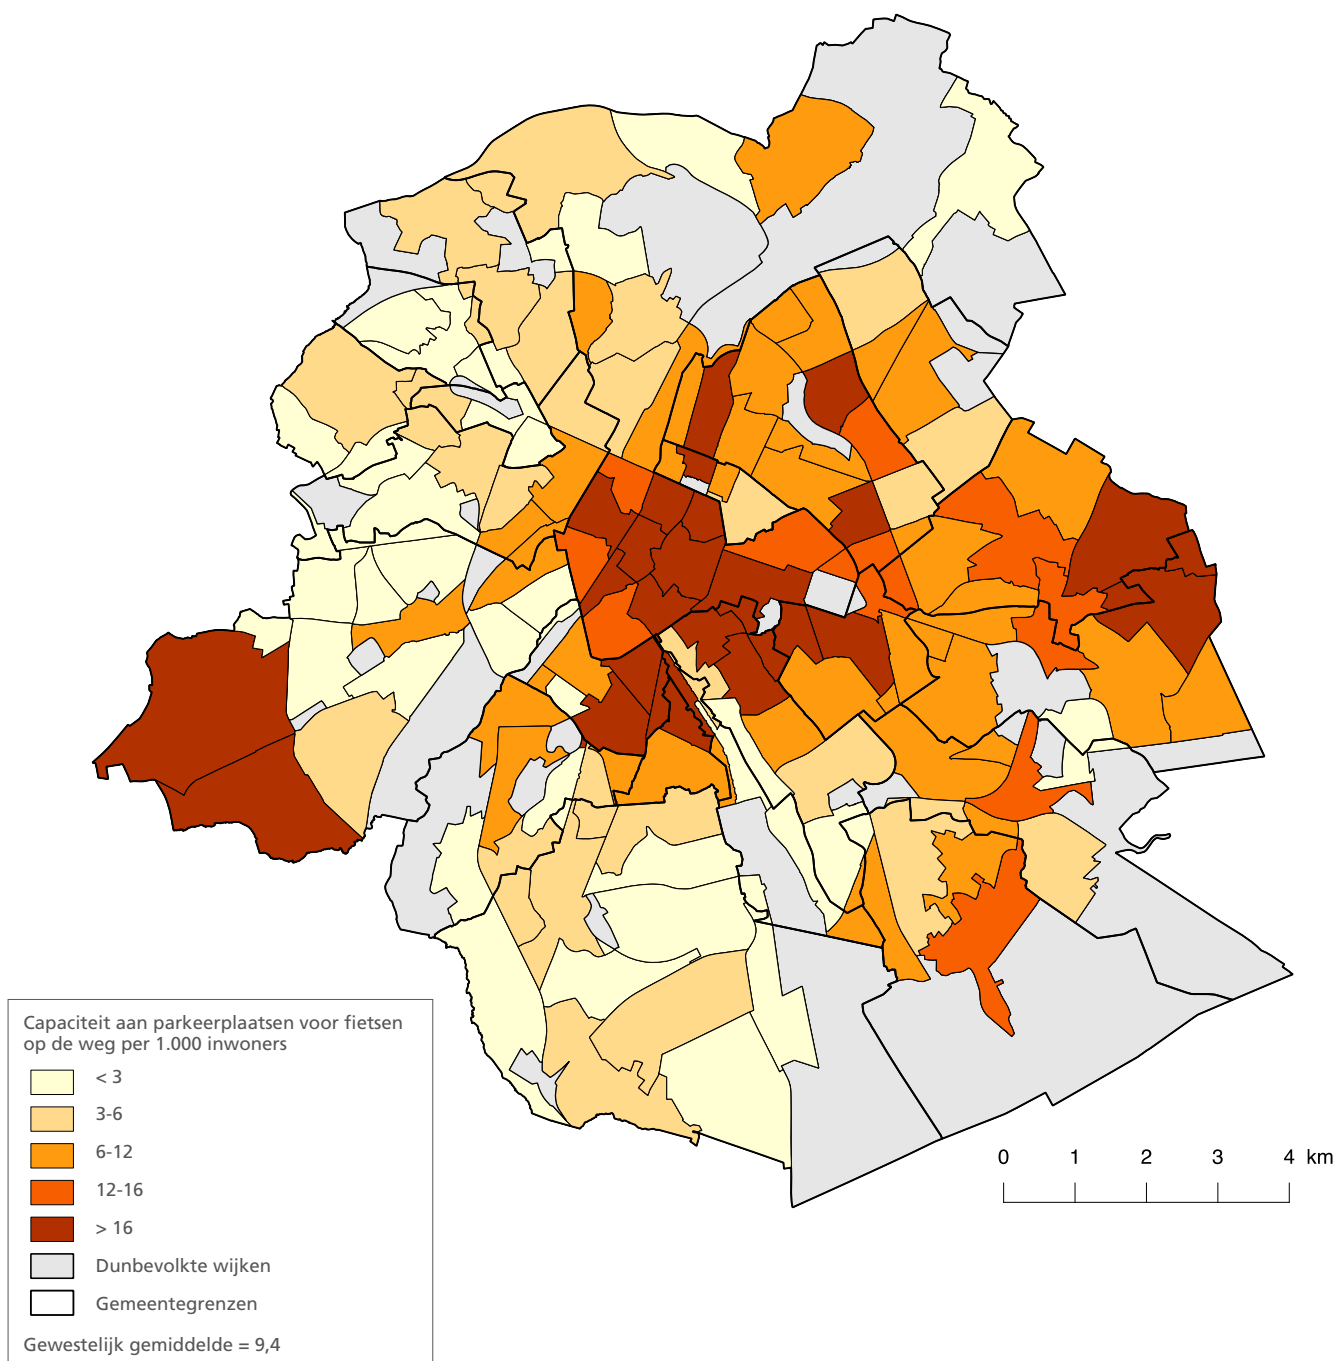 Capaciteit aan parkeerplaatsen voor fietsen
op de weg per 1.000 inwoners
< 3
3-6
6-12
12-16
> 16
Dunbevolkte wijken
Gemeentegrenzen
Gewestelijk gemiddelde = 9,4
0 1 2 3 4 km